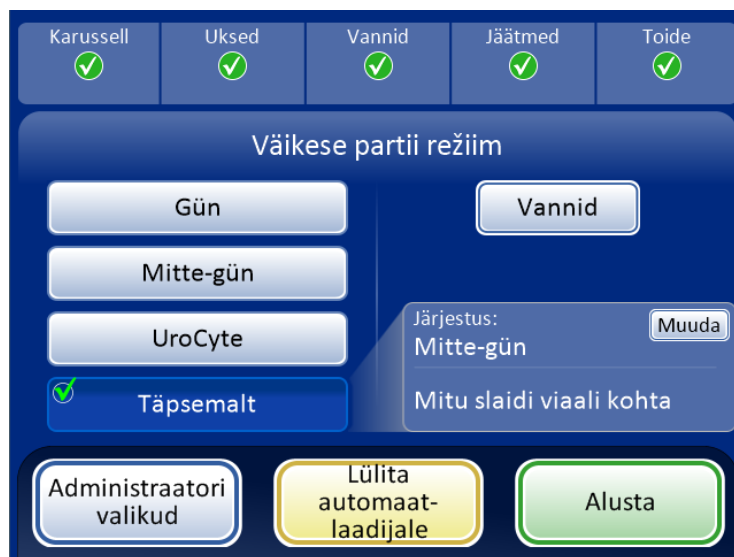 Karussell
Uksed
Vannid
Jäätmed
Toide
Väikese partii režiim
Gün
Vannid
Mitte-gün
UroCyte
Järjestus:
Muuda
Mitte-gün
Täpsemalt
Mitu slaidi viaali kohta
Administraatori
valikud
Lülita
automaat-
laadijale
Alusta